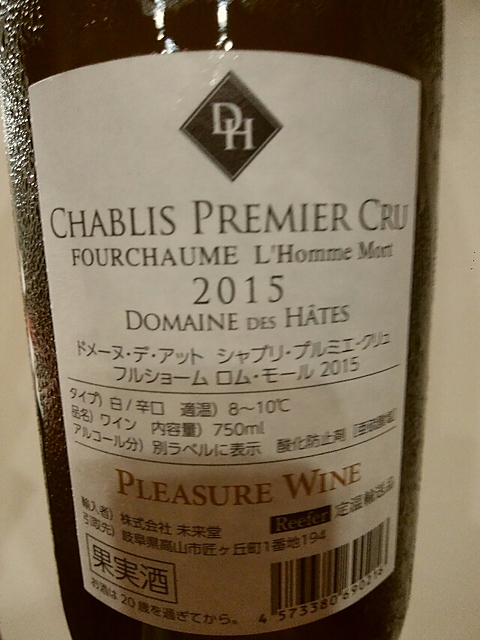 DH
CHABLIS PREMIER CRU
FOURCHAUME L'Homme Mort
2015
DOMAINE DES HÂTES
ドメーヌ・デ・アット シャブリ・プルミエ・クリュ
フルショーム ロム・モール 2015
タイプ) 白/辛口 適温) 8~10℃
品名) ワイン 内容量) 750ml
アルコール分) 別ラベルに表示 酸化防止剤 [亜硫酸塩]
PLEASURE WINE
輸入者) 株式会社 未来堂 Reefer 定温輸送品
引取先) 岐阜県高山市匠ヶ丘町1番地194
果実酒
お酒は20歳を過ぎてから。
4 573380 690216